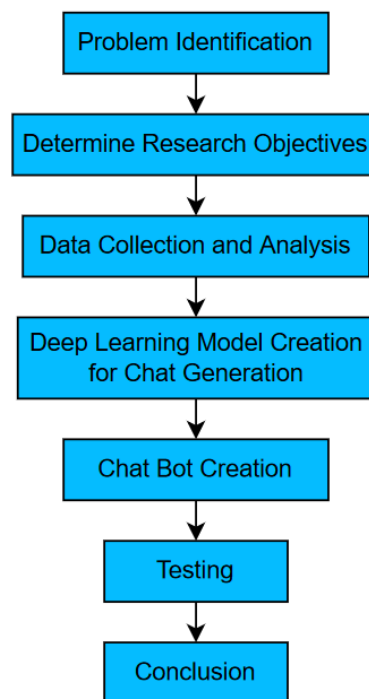 Problem Identification
Determine Research Objectives
Data Collection and Analysis
Deep Learning Model Creation
for Chat Generation
Chat Bot Creation
Testing
Conclusion